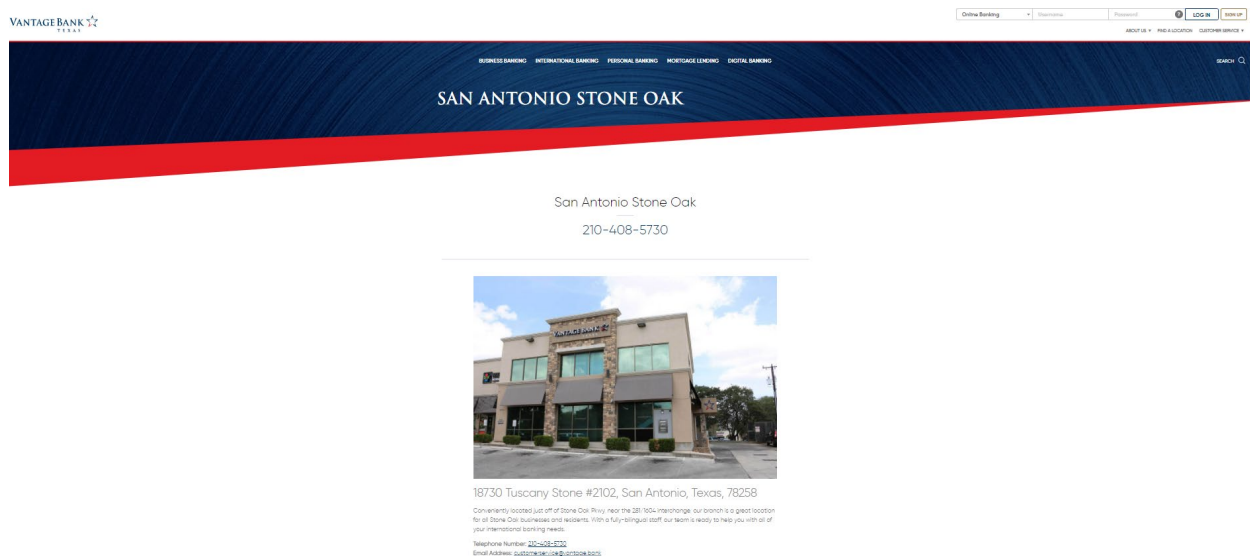 VANTAGE BANK
TEXAS
Online Banking
Username
Password
?
LOG IN
SIGN UP
ABOUT US
FIND A LOCATION
CUSTOMER SERVICE
BUSINESS BANKING
INTERNATIONAL BANKING
PERSONAL BANKING
MORTGAGE LENDING
DIGITAL BANKING
SEARCH
SAN ANTONIO STONE OAK
San Antonio Stone Oak
210-408-5730
VANTAGE BANK
18730 Tuscany Stone #2102, San Antonio, Texas, 78258
Conveniently located just off of Stone Oak Pkwy. near the 281/1604 interchange, our branch is a great location
for all Stone Oak businesses and residents. With a fully-bilingual staff, our team is ready to help you with all of
your international banking needs.
Telephone Number: 210-408-5730
Email Address: customerservice@vantage.bank